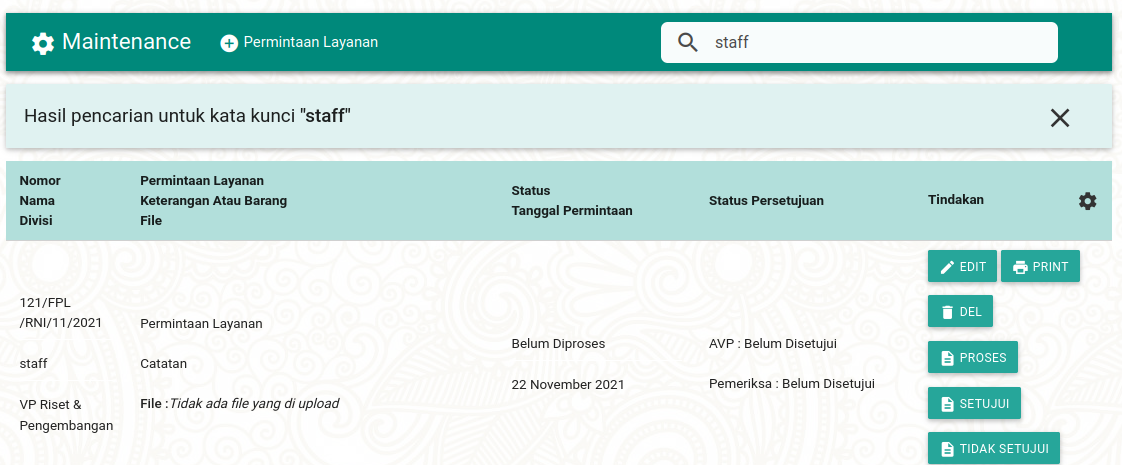 Maintenance
Permintaan Layanan
staff
Hasil pencarian untuk kata kunci "staff"
Nomor
Nama
Divisi
Permintaan Layanan
Keterangan Atau Barang
File
Status
Tanggal Permintaan
Status Persetujuan
Tindakan
121/FPL
/RNI/11/2021
staff
VP Riset &
Pengembangan
Permintaan Layanan
Catatan
File :Tidak ada file yang di upload
Belum Diproses
22 November 2021
AVP : Belum Disetujui
Pemeriksa : Belum Disetujui
EDIT
PRINT
DEL
PROSES
SETUJUI
TIDAK SETUJUI